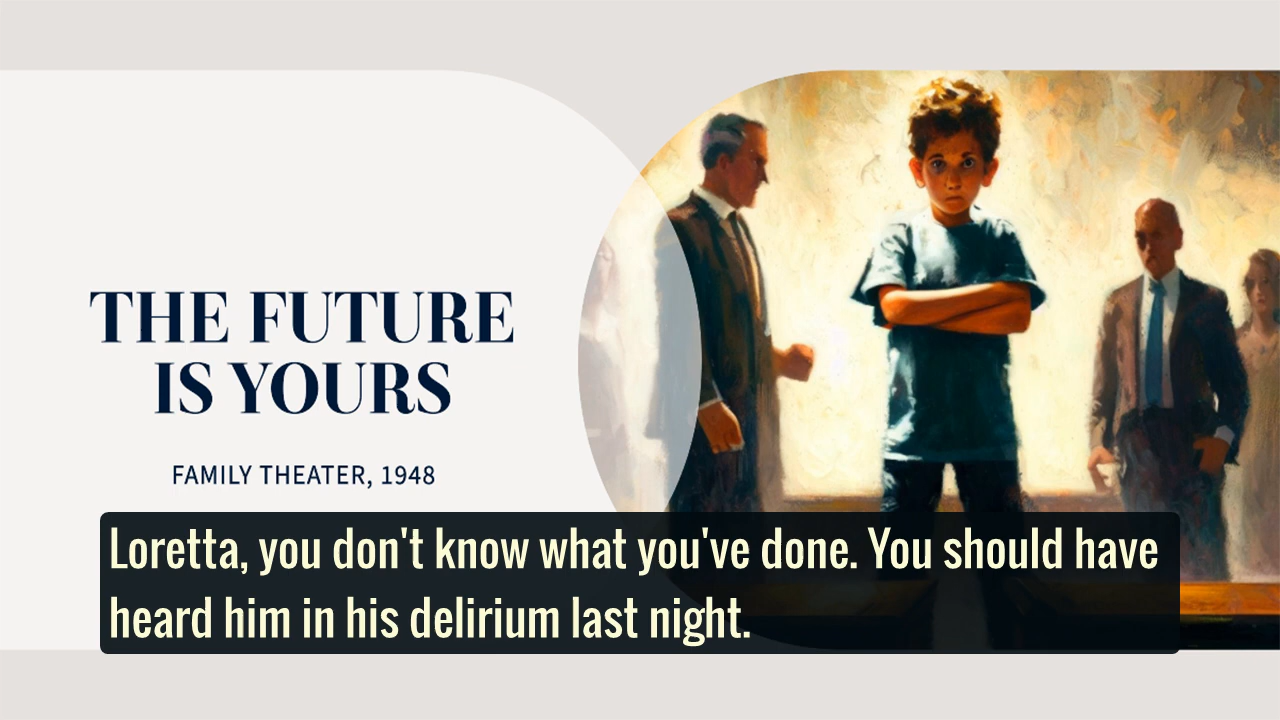 THE FUTURE
IS YOURS
FAMILY THEATER, 1948
Loretta, you don't know what you've done. You should have
heard him in his delirium last night.